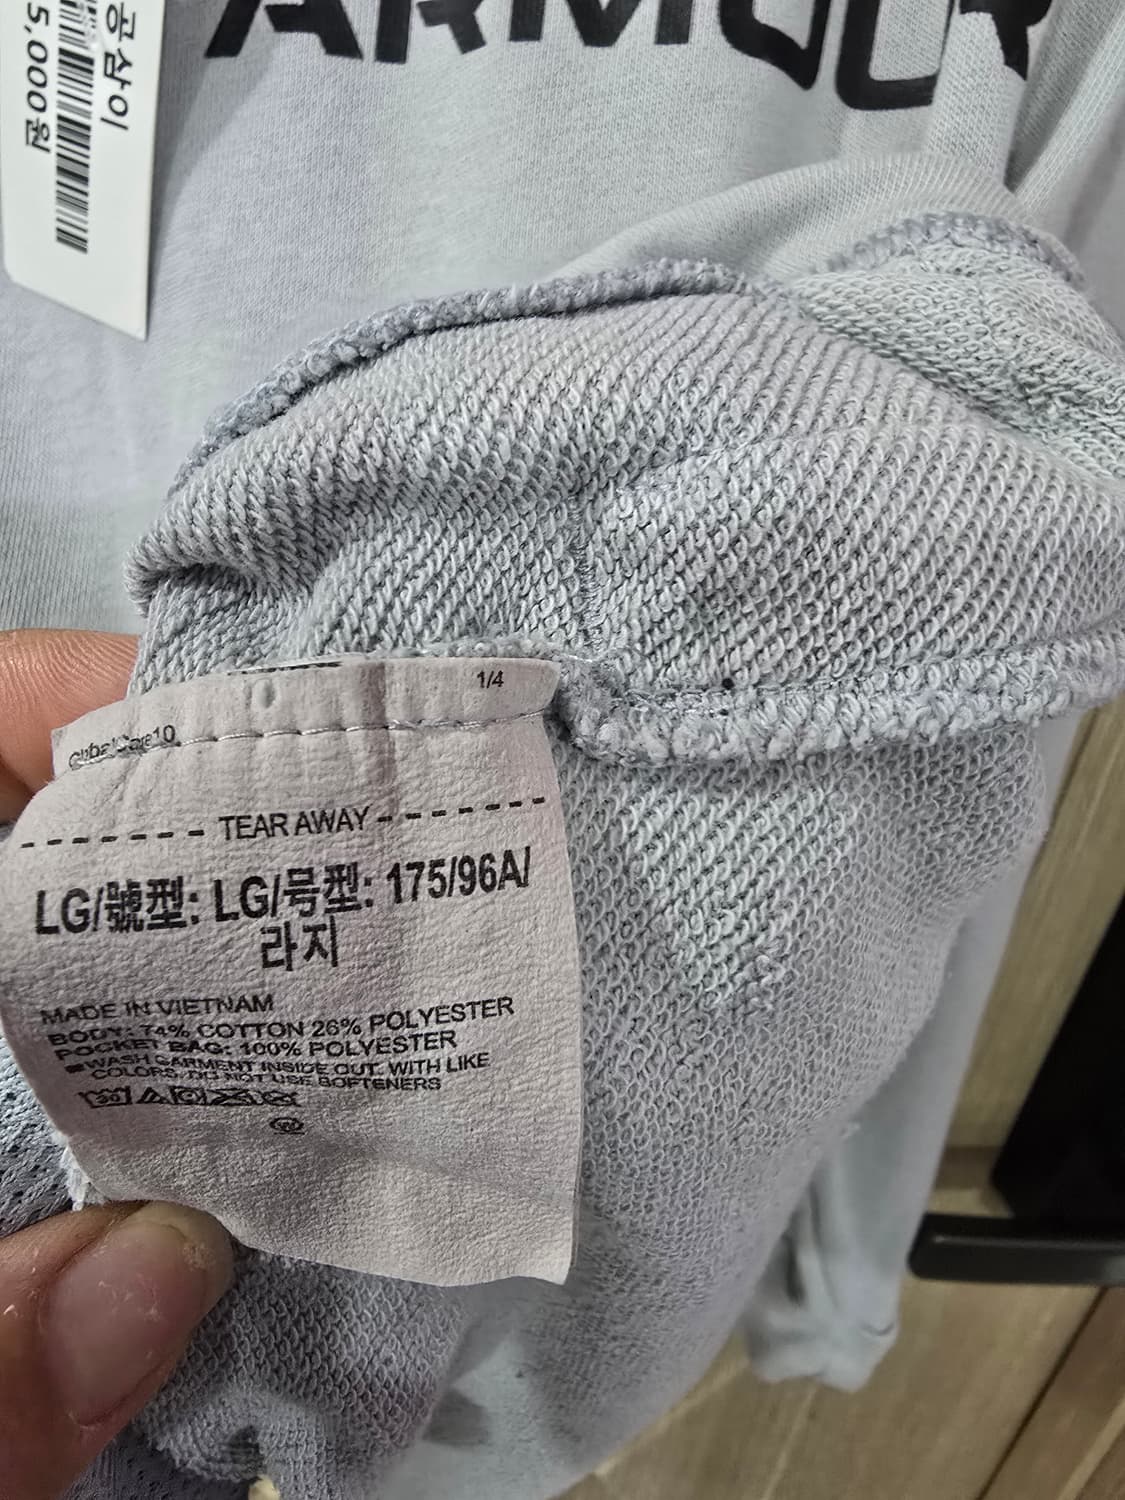 ARMOUR
공삼이
5,000원
1/4
TEAR AWAY
LG/號型: LG/号型: 175/96A/
라지
MADE IN VIETNAM
BODY: 74% COTTON 26% POLYESTER
POCKET BAG: 100% POLYESTER
WASH GARMENT INSIDE OUT. WITH LIKE
COLORS. DO NOT USE SOFTENERS